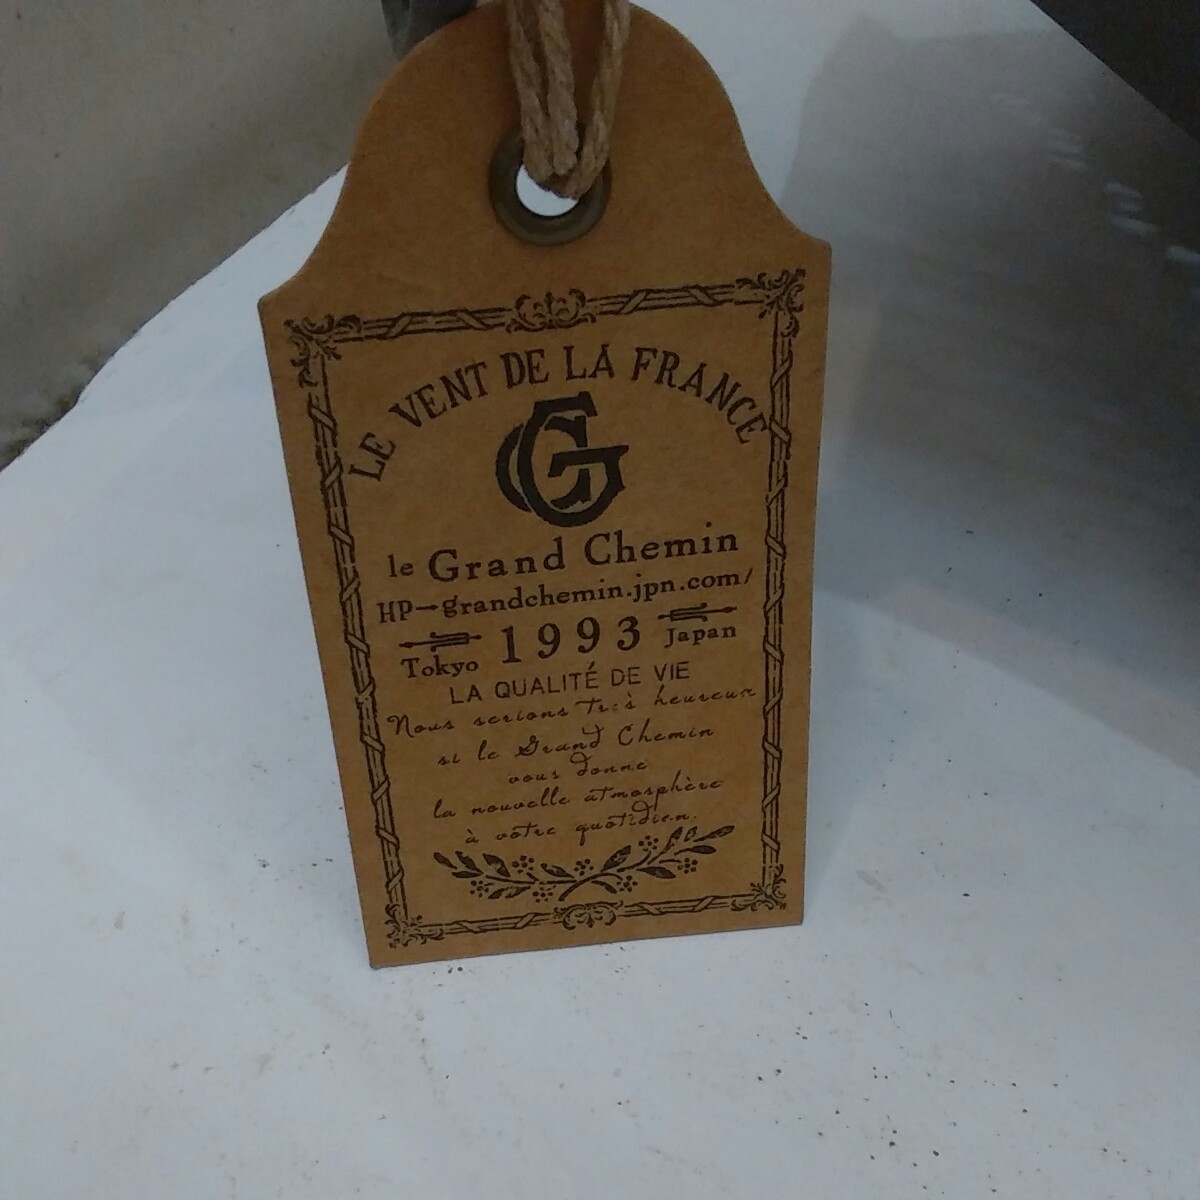 LE VENT DE LA FRANCE
G
le Grand Chemin
HP-grandchemin.jpn.com/
Tokyo 1993 Japan
LA QUALITÉ DE VIE
Nous serions très heureux
si le Grand Chemin
vous donne
la nouvelle atmosphère
à votre quotidien.